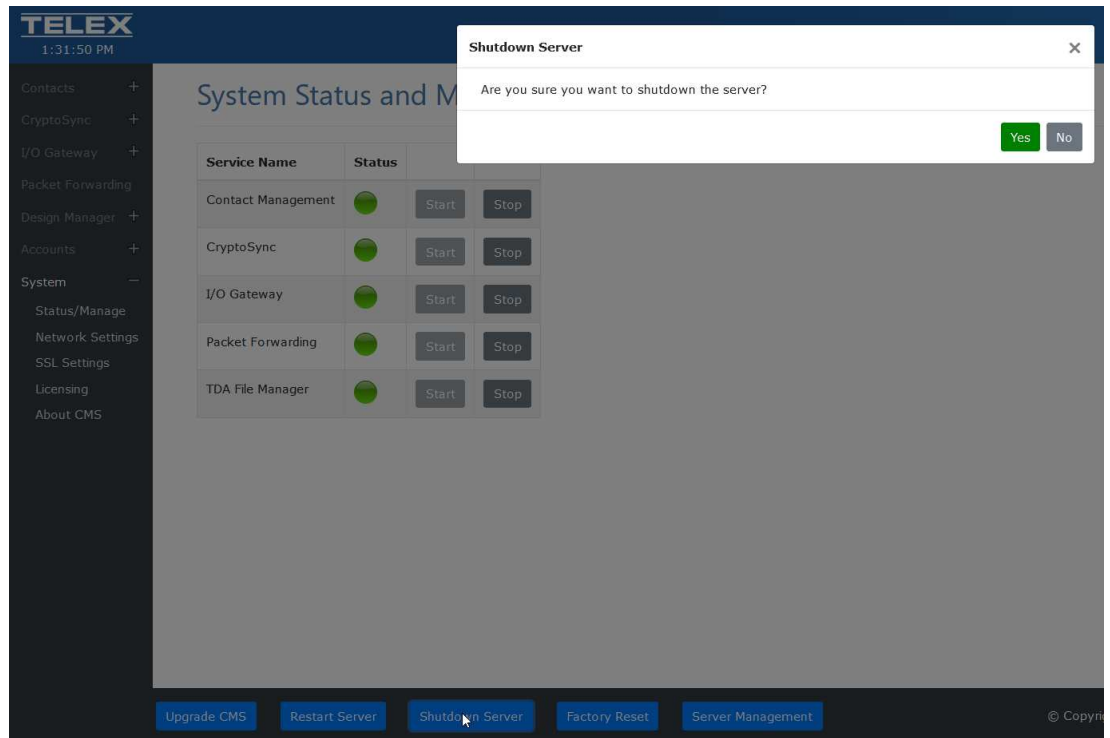 TELEX
1:31:50 PM
Shutdown Server ×
Are you sure you want to shutdown the server?
Yes No
Contacts +
CryptoSync +
I/O Gateway +
Packet Forwarding
Design Manager +
Accounts +
System −
Status/Manage
Network Settings
SSL Settings
Licensing
About CMS
System Status and M
Service Name Status
Contact Management Start Stop
CryptoSync Start Stop
I/O Gateway Start Stop
Packet Forwarding Start Stop
TDA File Manager Start Stop
Upgrade CMS Restart Server Shutdown Server Factory Reset Server Management © Copyri